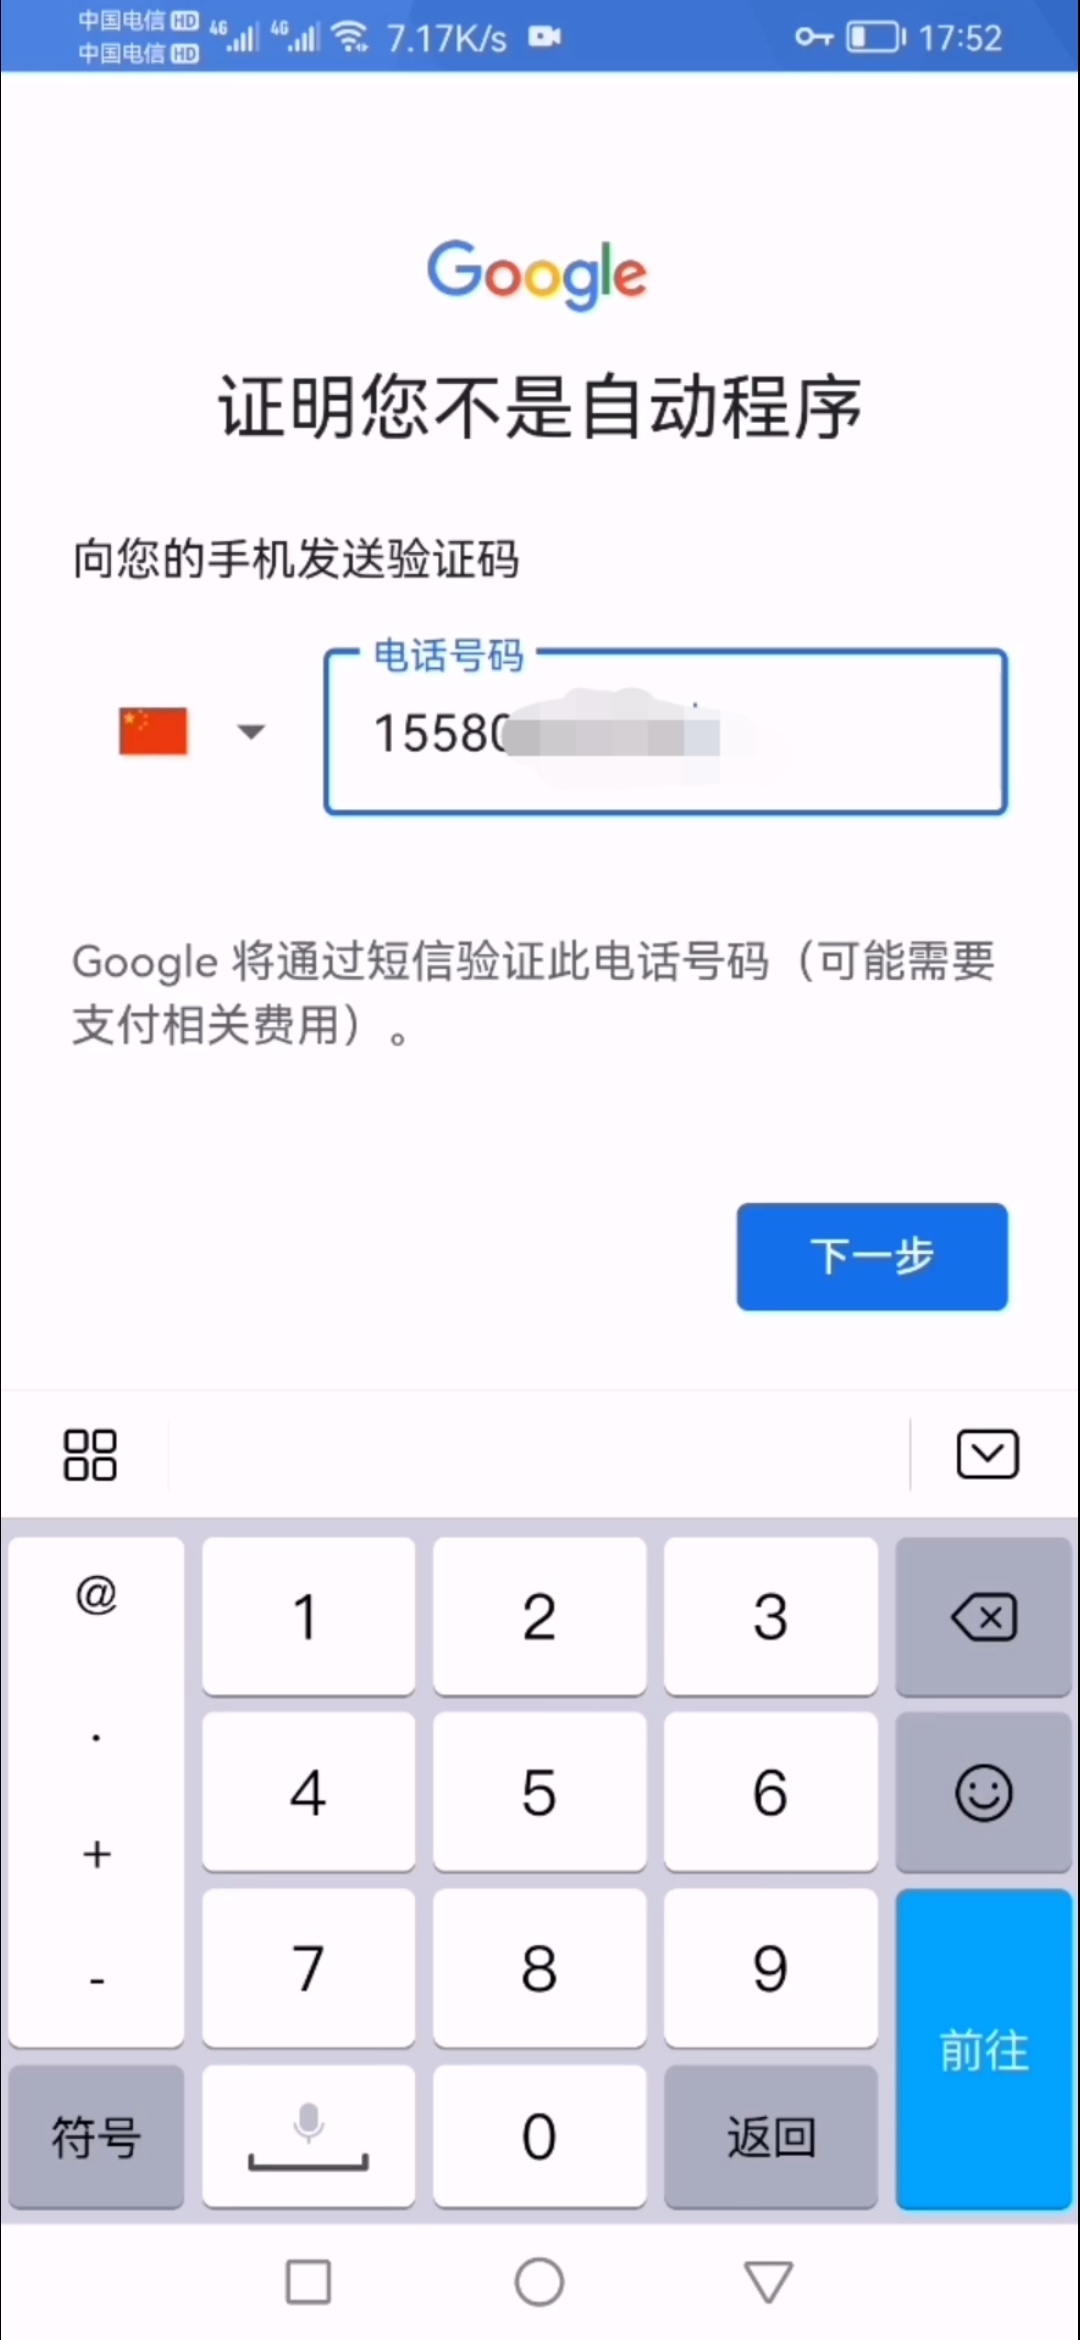 中国电信 HD 4G 4G 7.17K/s 17:52
中国电信 HD
Google
证明您不是自动程序
向您的手机发送验证码
电话号码
15580
Google 将通过短信验证此电话号码（可能需要
支付相关费用）。
下一步
@ 1 2 3
. 4 5 6
+
- 7 8 9
前往
符号 0 返回